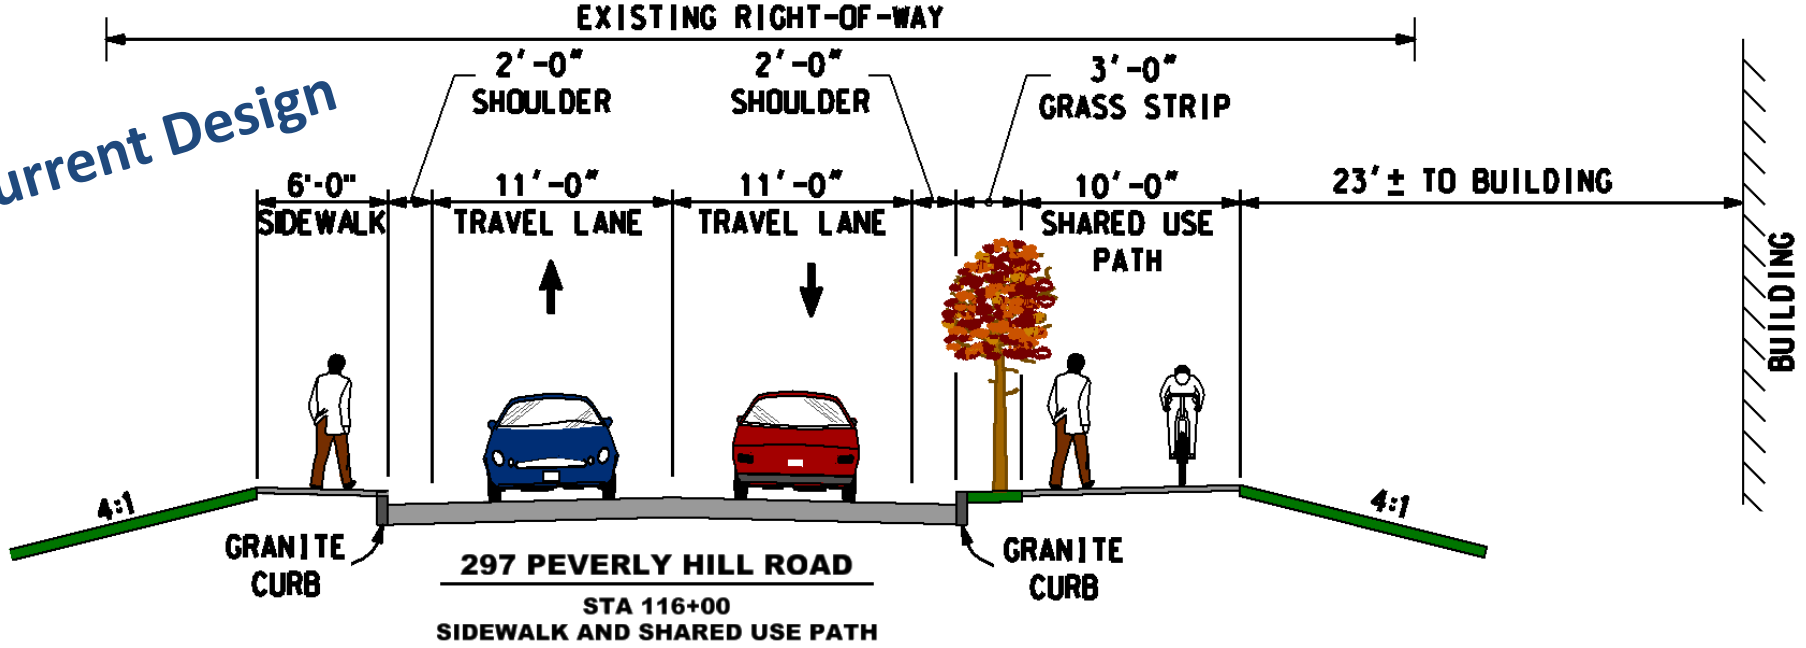 EXISTING RIGHT-OF-WAY
2'-0"
SHOULDER
2'-0"
SHOULDER
3'-0"
GRASS STRIP
urrent Design
6'-0"
SIDEWALK
11'-0"
TRAVEL LANE
11'-0"
TRAVEL LANE
10'-0"
SHARED USE
PATH
23'± TO BUILDING
BUILDING
4:1
4:1
GRANITE
CURB
GRANITE
CURB
297 PEVERLY HILL ROAD
STA 116+00
SIDEWALK AND SHARED USE PATH